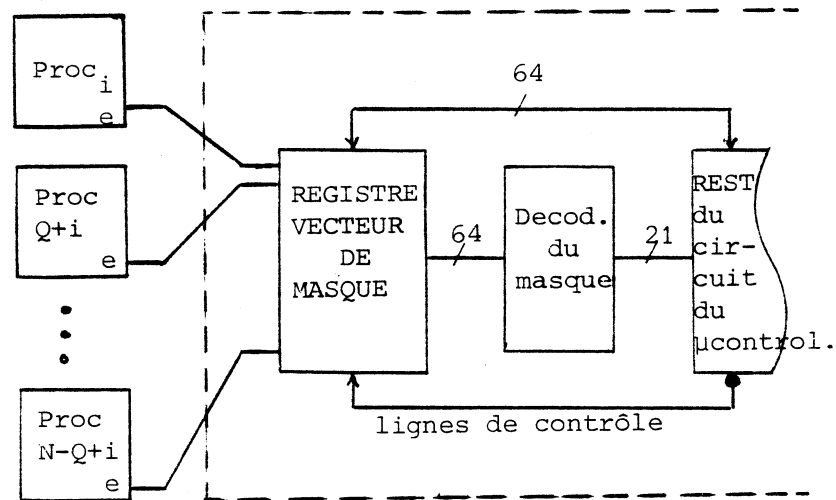 Proc i
e
Proc
Q+i
e
Proc
N-Q+i
e
64
REGISTRE
VECTEUR
DE
MASQUE
64
Decod.
du
masque
21
REST
du
cir-
cuit
du
µcontrol.
lignes de contrôle